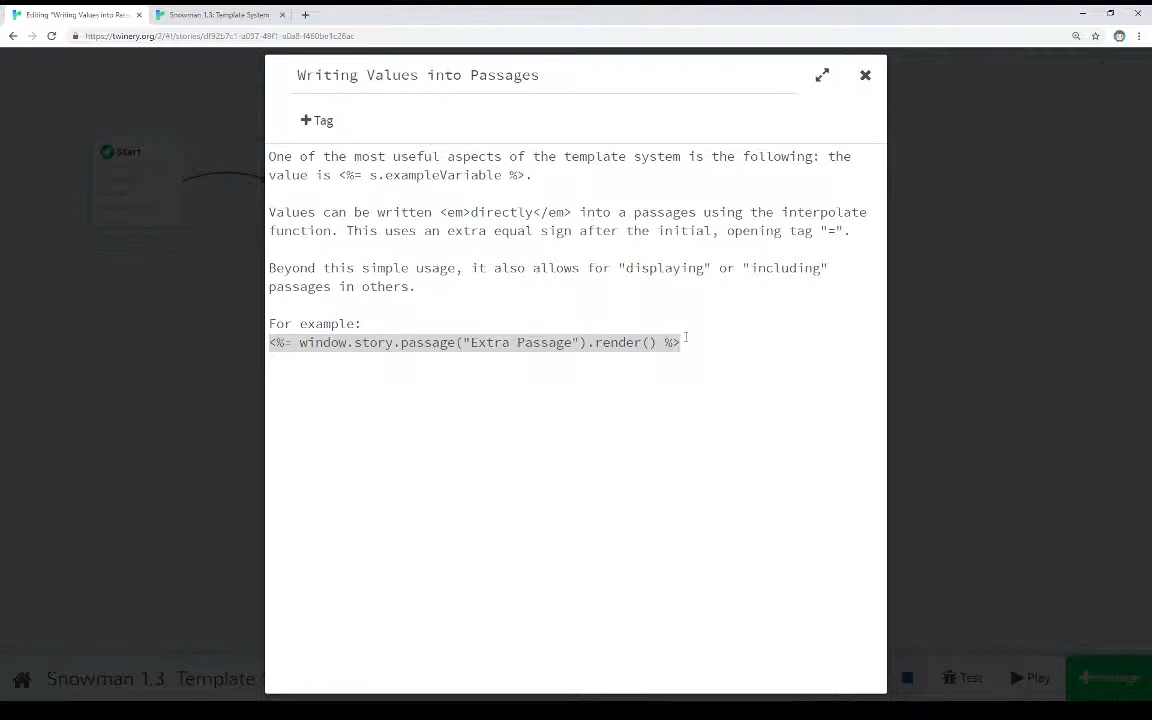 Editing "Writing Values into Pas
Snowman 1.3: Template System
https://twinery.org/2/#!/stories/df92b7c1-a037-49f1-a0a8-f460be1c26ac
Writing Values into Passages
Tag
Start
One of the most useful aspects of the template system is the following: the
value is <%= s.exampleVariable %>.
Values can be written <em>directly</em> into a passages using the interpolate
function. This uses an extra equal sign after the initial, opening tag "=".
Beyond this simple usage, it also allows for "displaying" or "including"
passages in others.
For example:
<%= window.story.passage("Extra Passage").render() %>
Snowman 1.3 Template
Test
Play